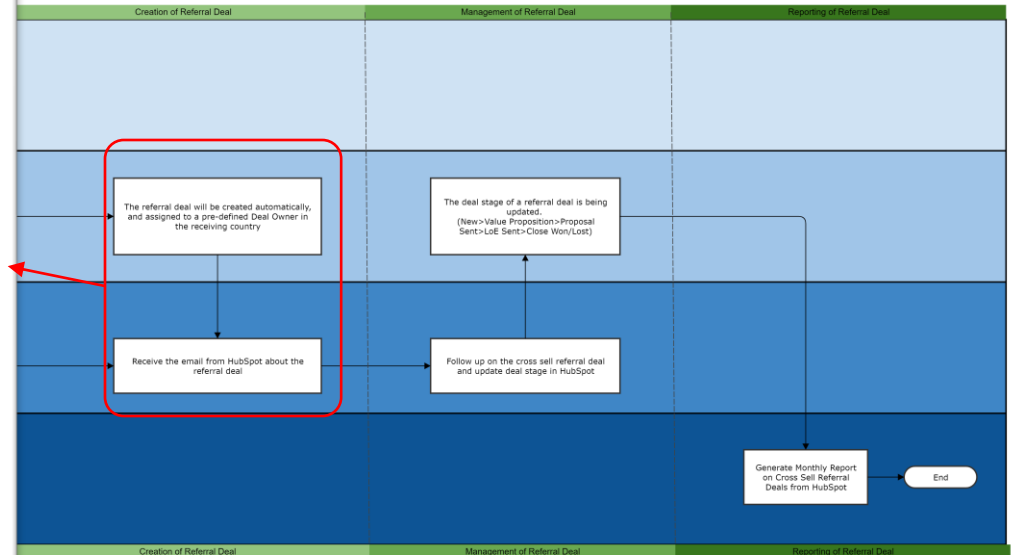 Creation of Referral Deal
Management of Referral Deal
Reporting of Referral Deal
The referral deal will be created automatically,
and assigned to a pre-defined Deal Owner in
the receiving country
The deal stage of a referral deal is being
updated.
(New>Value Proposition>Proposal
Sent>LoE Sent>Close Won/Lost)
Receive the email from HubSpot about the
referral deal
Follow up on the cross sell referral deal
and update deal stage in HubSpot
Generate Monthly Report
on Cross Sell Referral
Deals from HubSpot
End
Creation of Referral Deal
Management of Referral Deal
Reporting of Referral Deal